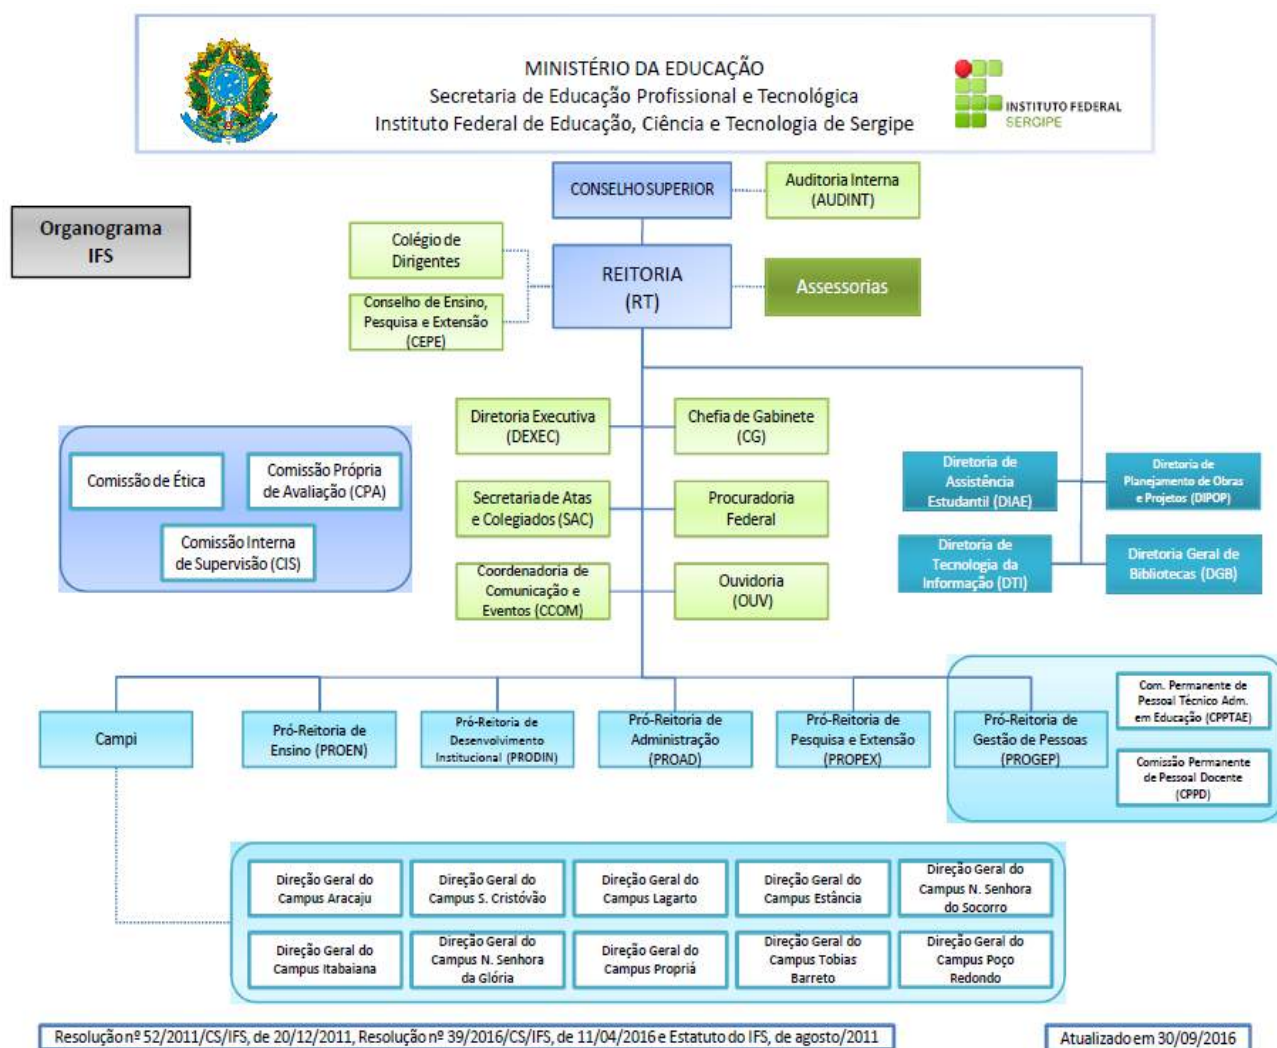 MINISTÉRIO DA EDUCAÇÃO
Secretaria de Educação Profissional e Tecnológica
Instituto Federal de Educação, Ciência e Tecnologia de Sergipe
INSTITUTO FEDERAL
SERGIPE
Organograma
IFS
CONSELHO SUPERIOR
Auditoria Interna
(AUDINT)
Colégio de
Dirigentes
Conselho de Ensino,
Pesquisa e Extensão
(CEPE)
REITORIA
(RT)
Assessorias
Diretoria Executiva
(DEXEC)
Chefia de Gabinete
(CG)
Secretaria de Atas
e Colegiados (SAC)
Procuradoria
Federal
Coordenadoria de
Comunicação e
Eventos (CCOM)
Ouvidoria
(OUV)
Comissão de Ética
Comissão Própria
de Avaliação (CPA)
Comissão Interna
de Supervisão (CIS)
Diretoria de
Assistência
Estudantil (DIAE)
Diretoria de
Planejamento de Obras
e Projetos (DIPOP)
Diretoria de
Tecnologia da
Informação (DTI)
Diretoria Geral de
Bibliotecas (DGB)
Campi
Pró-Reitoria de
Ensino (PROEN)
Pró-Reitoria de
Desenvolvimento
Institucional (PRODIN)
Pró-Reitoria de
Administração
(PROAD)
Pró-Reitoria de
Pesquisa e Extensão
(PROPEX)
Pró-Reitoria de
Gestão de Pessoas
(PROGEP)
Com. Permanente de
Pessoal Técnico Adm.
em Educação (CPPTAE)
Comissão Permanente
de Pessoal Docente
(CPPD)
Direção Geral do
Campus Aracaju
Direção Geral do
Campus S. Cristóvão
Direção Geral do
Campus Lagarto
Direção Geral do
Campus Estância
Direção Geral do
Campus N. Senhora
do Socorro
Direção Geral do
Campus Itabaiana
Direção Geral do
Campus N. Senhora
da Glória
Direção Geral do
Campus Propriá
Direção Geral do
Campus Tobias
Barreto
Direção Geral do
Campus Poço
Redondo
Resolução nº 52/2011/CS/IFS, de 20/12/2011, Resolução nº 39/2016/CS/IFS, de 11/04/2016 e Estatuto do IFS, de agosto/2011
Atualizado em 30/09/2016